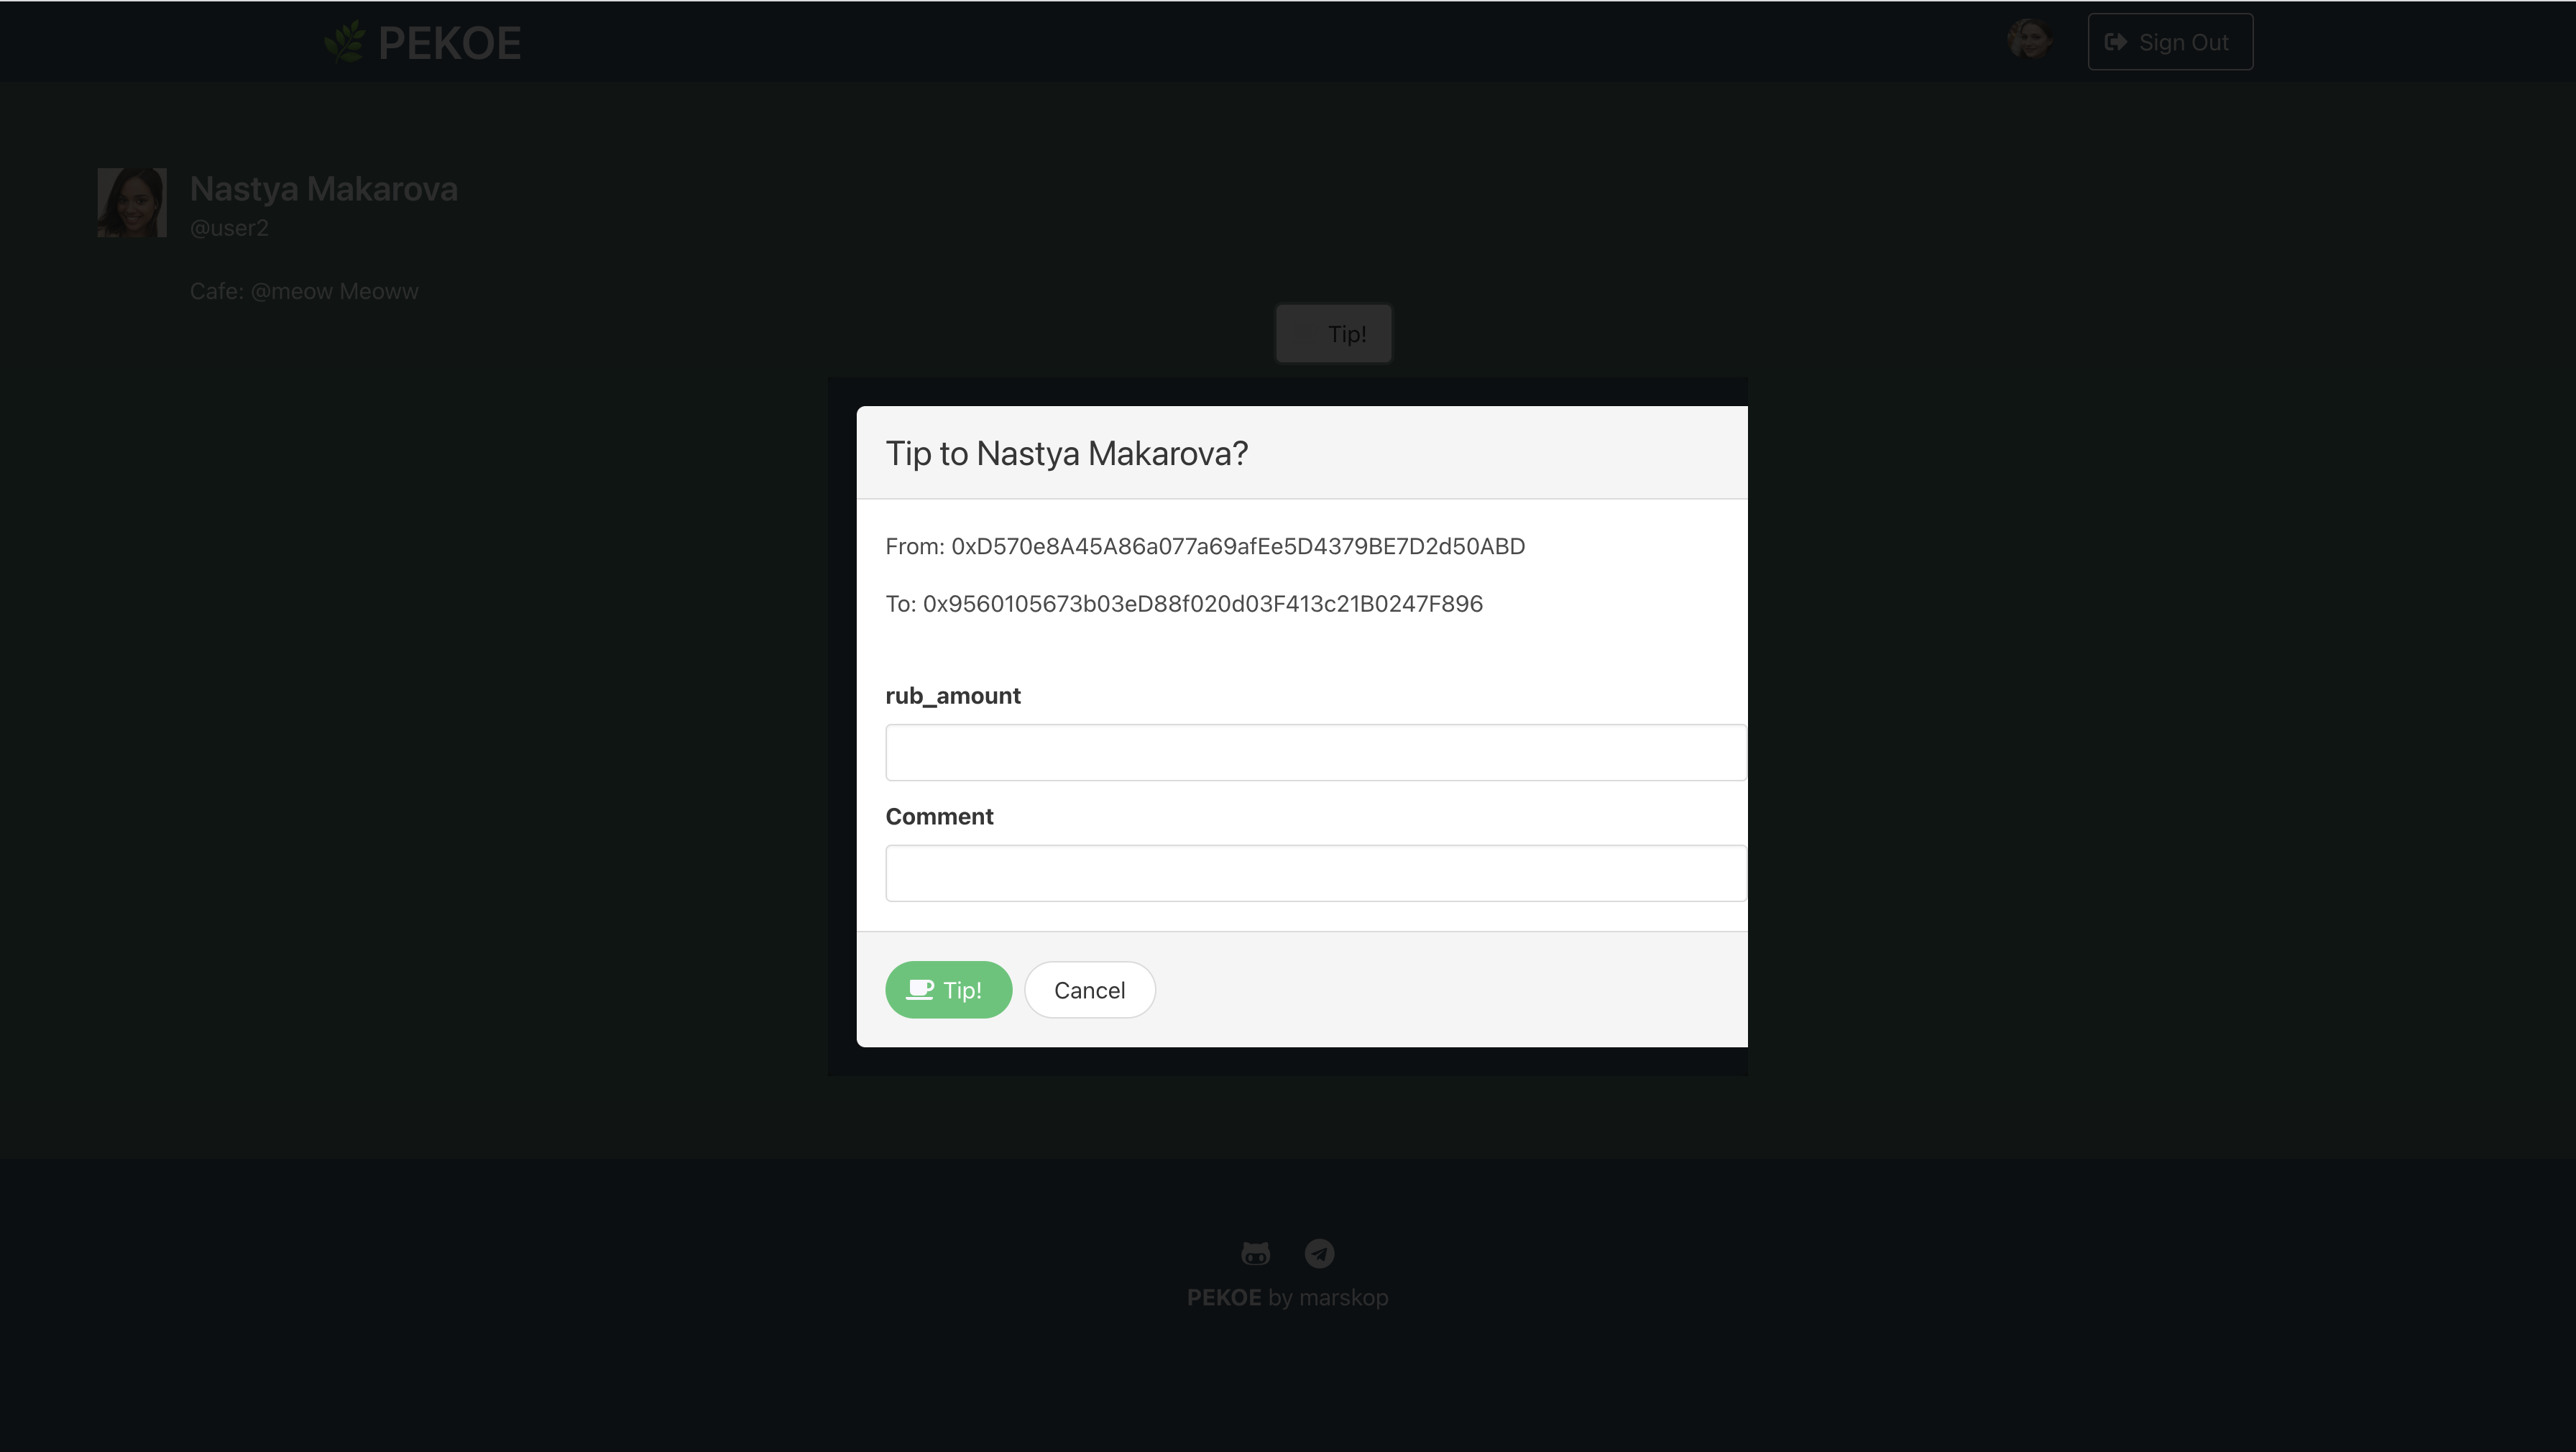 PEKOE
Sign Out
Nastya Makarova
@user2
Cafe: @meow Meoww
Tip!
Tip to Nastya Makarova?
From: 0xD570e8A45A86a077a69afEe5D4379BE7D2d50ABD
To: 0x9560105673b03eD88f020d03F413c21B0247F896
rub_amount
Comment
Tip!
Cancel
PEKOE by marskop